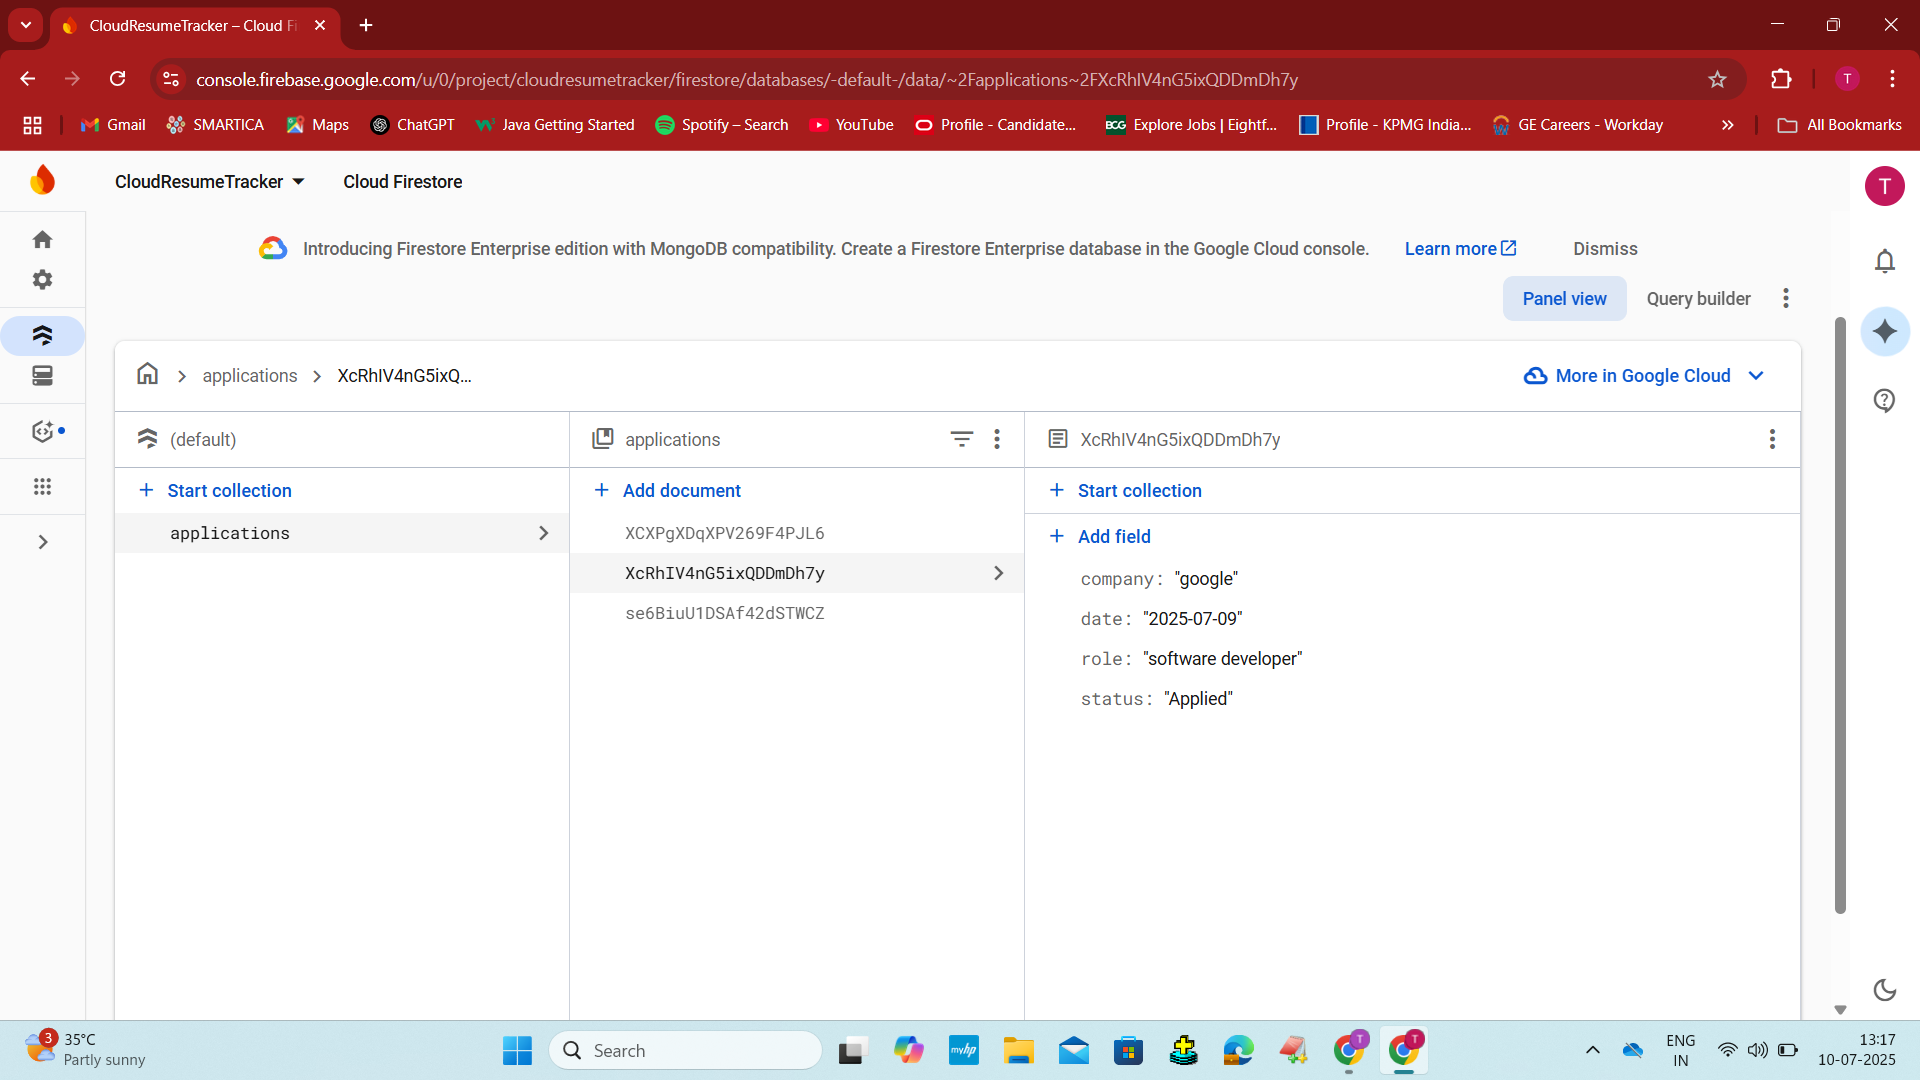 CloudResumeTracker – Cloud Fi
console.firebase.google.com/u/0/project/cloudresumetracker/firestore/databases/-default-/data/~2Fapplications~2FXcRhIV4nG5ixQDDmDh7y
T
Gmail
SMARTICA
Maps
ChatGPT
Java Getting Started
Spotify – Search
YouTube
Profile - Candidate...
BCG
Explore Jobs | Eightf...
Profile - KPMG India...
GE Careers - Workday
»
All Bookmarks
CloudResumeTracker
Cloud Firestore
T
Introducing Firestore Enterprise edition with MongoDB compatibility. Create a Firestore Enterprise database in the Google Cloud console.
Learn more
Dismiss
Panel view
Query builder
applications
XcRhIV4nG5ixQ...
More in Google Cloud
(default)
applications
XcRhIV4nG5ixQDDmDh7y
+ Start collection
+ Add document
+ Start collection
applications
XCXPgXDqXPV269F4PJL6
XcRhIV4nG5ixQDDmDh7y
se6BiuU1DSAf42dSTWCZ
+ Add field
company: "google"
date: "2025-07-09"
role: "software developer"
status: "Applied"
3
35°C
Partly sunny
Search
myhp
T
T
ENG
IN
13:17
10-07-2025